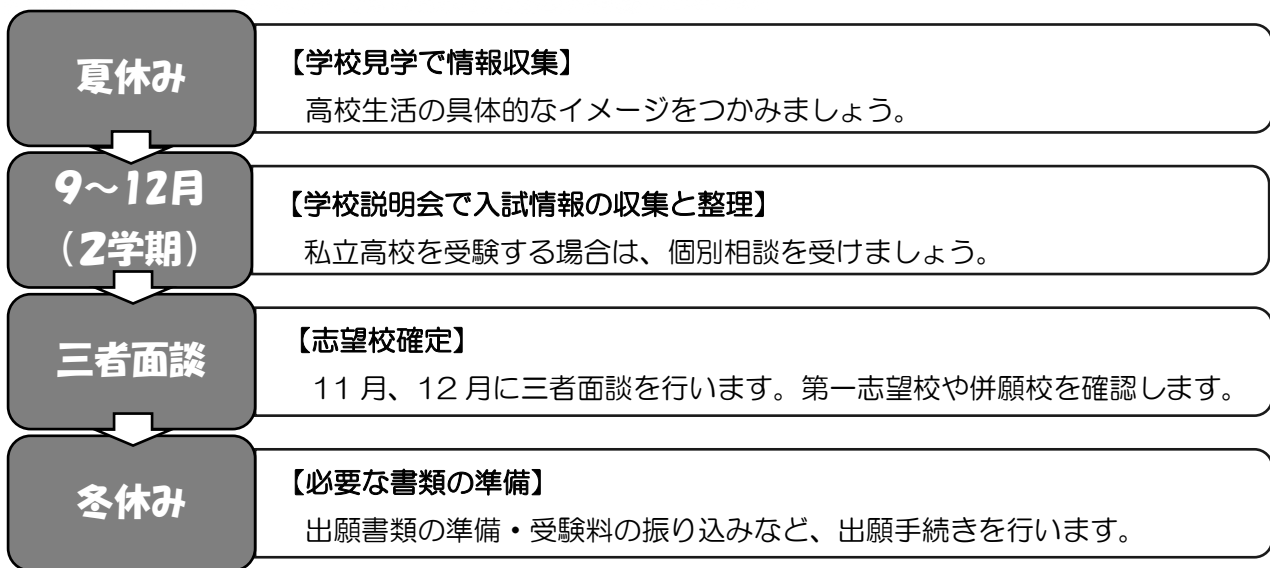 夏休み
【学校見学で情報収集】
高校生活の具体的なイメージをつかみましょう。
9～12月
（2学期）
【学校説明会で入試情報の収集と整理】
私立高校を受験する場合は、個別相談を受けましょう。
三者面談
【志望校確定】
11 月、12 月に三者面談を行います。第一志望校や併願校を確認します。
冬休み
【必要な書類の準備】
出願書類の準備・受験料の振り込みなど、出願手続きを行います。